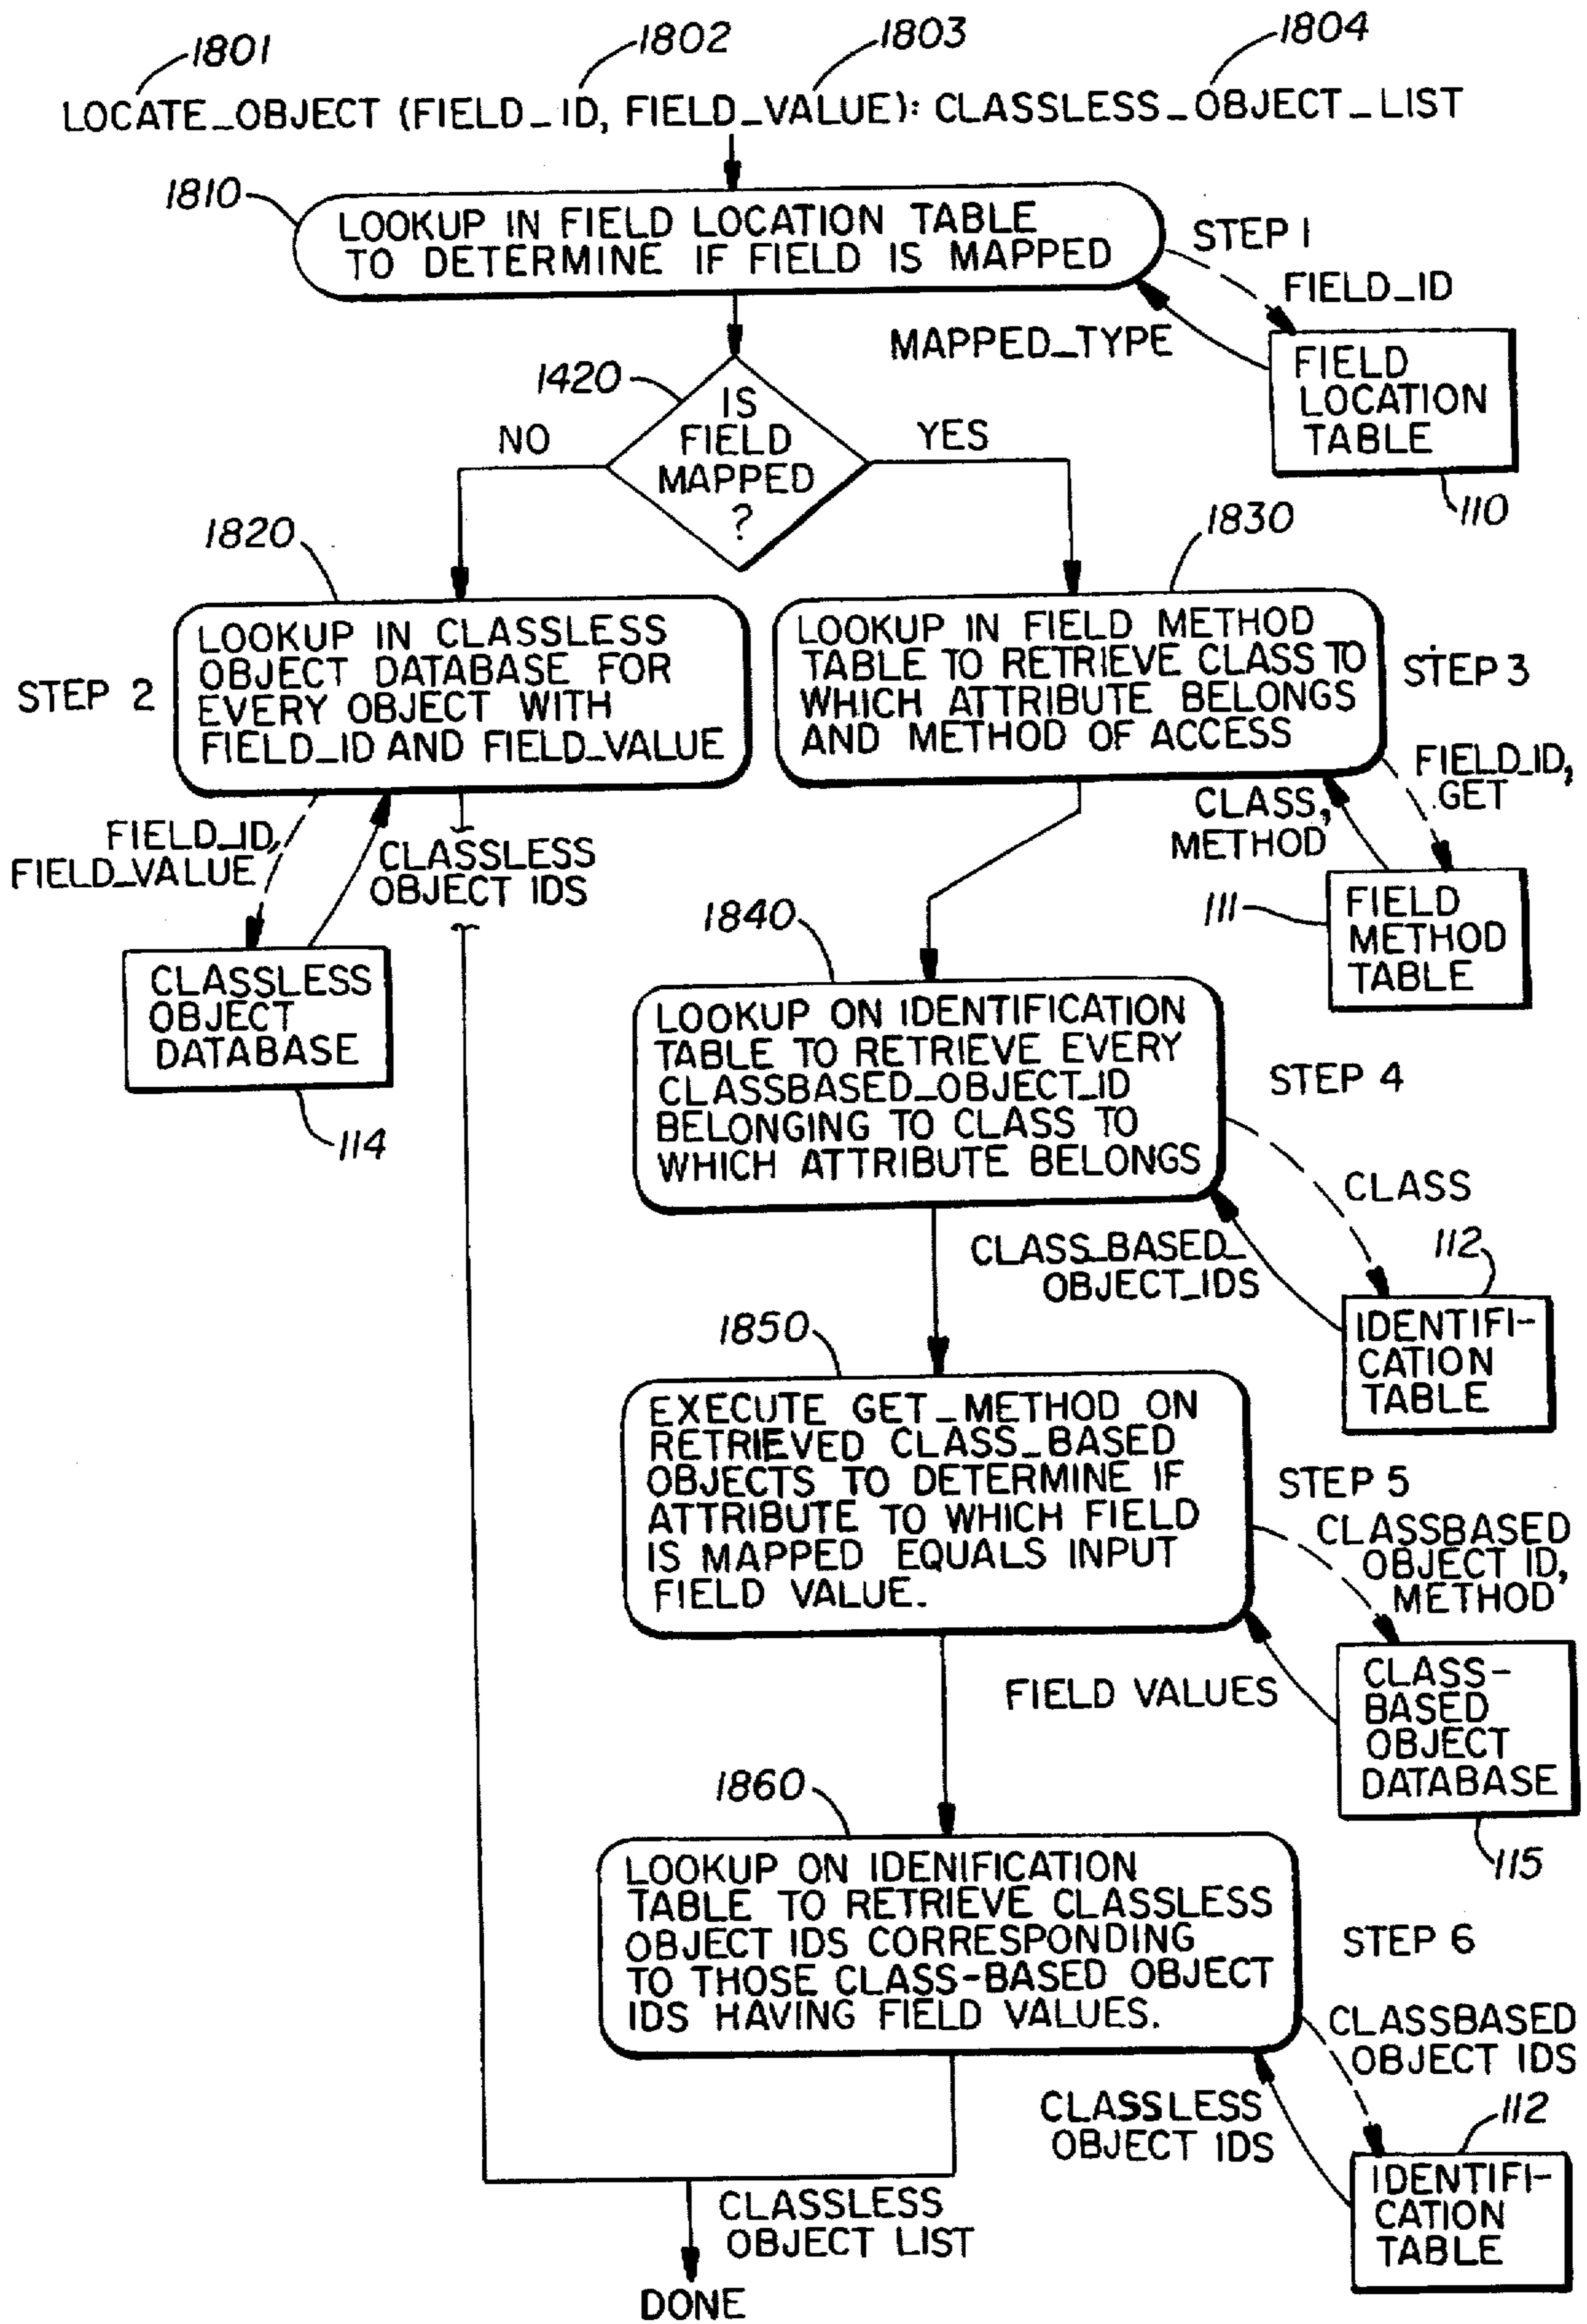 1801
1802
1803
1804
LOCATE_OBJECT (FIELD_ID, FIELD_VALUE): CLASSLESS_OBJECT_LIST
1810
LOOKUP IN FIELD LOCATION TABLE
TO DETERMINE IF FIELD IS MAPPED
STEP 1
FIELD_ID
MAPPED_TYPE
FIELD
LOCATION
TABLE
110
1420
IS
FIELD
MAPPED
?
NO
YES
1820
1830
STEP 2
LOOKUP IN CLASSLESS
OBJECT DATABASE FOR
EVERY OBJECT WITH
FIELD_ID AND FIELD_VALUE
LOOKUP IN FIELD METHOD
TABLE TO RETRIEVE CLASS TO
WHICH ATTRIBUTE BELONGS
AND METHOD OF ACCESS
STEP 3
FIELD_ID,
FIELD_VALUE
CLASSLESS
OBJECT IDS
CLASSLESS
OBJECT
DATABASE
114
CLASS,
METHOD
FIELD_ID,
GET
111
FIELD
METHOD
TABLE
1840
LOOKUP ON IDENTIFICATION
TABLE TO RETRIEVE EVERY
CLASSBASED_OBJECT_ID
BELONGING TO CLASS TO
WHICH ATTRIBUTE BELONGS
STEP 4
CLASS
CLASS_BASED_
OBJECT_IDS
112
IDENTIFI-
CATION
TABLE
1850
EXECUTE GET_METHOD ON
RETRIEVED CLASS_BASED
OBJECTS TO DETERMINE IF
ATTRIBUTE TO WHICH FIELD
IS MAPPED EQUALS INPUT
FIELD VALUE.
STEP 5
CLASSBASED
OBJECT ID,
METHOD
FIELD VALUES
CLASS-
BASED
OBJECT
DATABASE
115
1860
LOOKUP ON IDENIFICATION
TABLE TO RETRIEVE CLASSLESS
OBJECT IDS CORRESPONDING
TO THOSE CLASS-BASED OBJECT
IDS HAVING FIELD VALUES.
STEP 6
CLASSBASED
OBJECT IDS
CLASSLESS
OBJECT IDS
112
IDENTIFI-
CATION
TABLE
CLASSLESS
OBJECT LIST
DONE